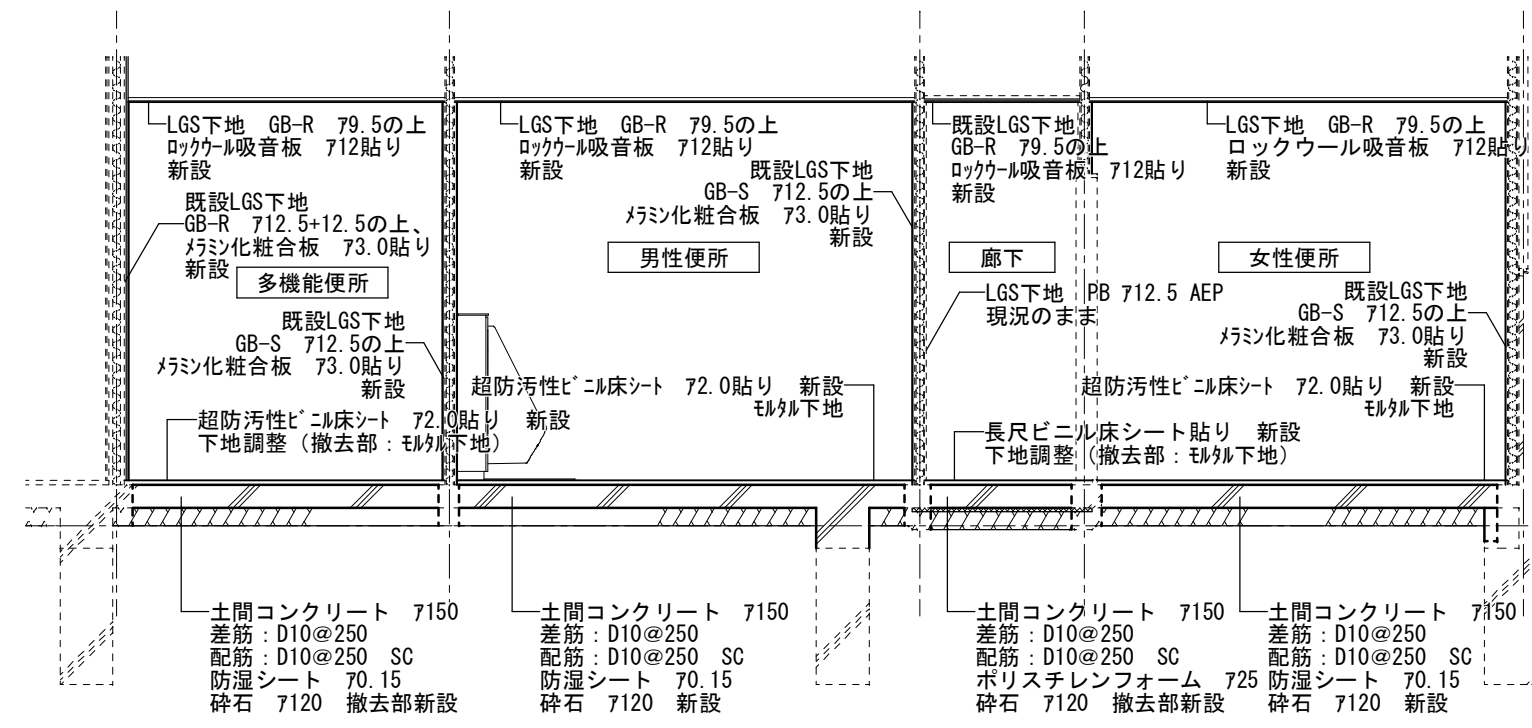 LGS下地　GB-R　ｱ9.5の上
ﾛｯｸｳｰﾙ吸音板　ｱ12貼り
新設
既設LGS下地
GB-R　ｱ12.5+12.5の上、
ﾒﾗﾐﾝ化粧合板　ｱ3.0貼り
新設
多機能便所
既設LGS下地
GB-S　ｱ12.5の上
ﾒﾗﾐﾝ化粧合板　ｱ3.0貼り
新設
超防汚性ﾋﾞﾆﾙ床ｼｰﾄ　ｱ2.0貼り　新設
下地調整（撤去部：ﾓﾙﾀﾙ下地）
LGS下地　GB-R　ｱ9.5の上
ﾛｯｸｳｰﾙ吸音板　ｱ12貼り
新設
既設LGS下地
GB-S　ｱ12.5の上
ﾒﾗﾐﾝ化粧合板　ｱ3.0貼り
新設
男性便所
超防汚性ﾋﾞﾆﾙ床ｼｰﾄ　ｱ2.0貼り　新設
ﾓﾙﾀﾙ下地
既設LGS下地
GB-R　ｱ9.5の上
ﾛｯｸｳｰﾙ吸音板　ｱ12貼り
新設
廊下
LGS下地　PB ｱ12.5 AEP
現況のまま
長尺ビニル床シート貼り　新設
下地調整（撤去部：ﾓﾙﾀﾙ下地）
LGS下地　GB-R　ｱ9.5の上
ロックウール吸音板　ｱ12貼り
新設
女性便所
既設LGS下地
GB-S　ｱ12.5の上
ﾒﾗﾐﾝ化粧合板　ｱ3.0貼り
新設
超防汚性ﾋﾞﾆﾙ床ｼｰﾄ　ｱ2.0貼り　新設
ﾓﾙﾀﾙ下地
土間コンクリート　ｱ150
差筋：D10@250
配筋：D10@250　SC
防湿シート　ｱ0.15
砕石　ｱ120　撤去部新設
土間コンクリート　ｱ150
差筋：D10@250
配筋：D10@250　SC
防湿シート　ｱ0.15
砕石　ｱ120　新設
土間コンクリート　ｱ150
差筋：D10@250
配筋：D10@250　SC
ポリスチレンフォーム　ｱ25
砕石　ｱ120　撤去部新設
土間コンクリート　ｱ150
差筋：D10@250
配筋：D10@250　SC
防湿シート　ｱ0.15
砕石　ｱ120　新設